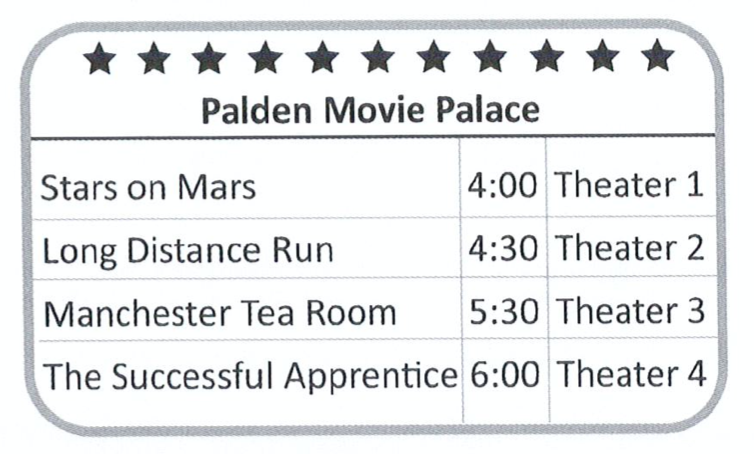 Palden Movie Palace
Stars on Mars 4:00 Theater 1
Long Distance Run 4:30 Theater 2
Manchester Tea Room 5:30 Theater 3
The Successful Apprentice 6:00 Theater 4